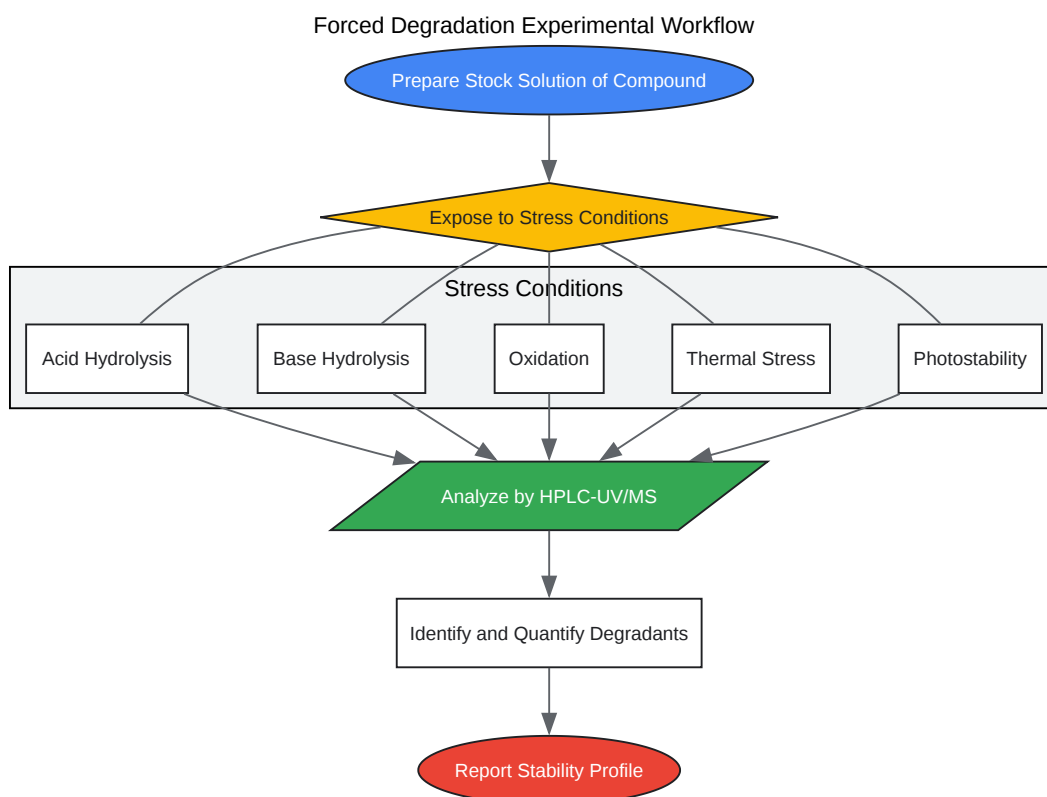 Forced Degradation Experimental Workflow
Prepare Stock Solution of Compound
Expose to Stress Conditions
Stress Conditions
Acid Hydrolysis
Base Hydrolysis
Oxidation
Thermal Stress
Photostability
Analyze by HPLC-UV/MS
Identify and Quantify Degradants
Report Stability Profile